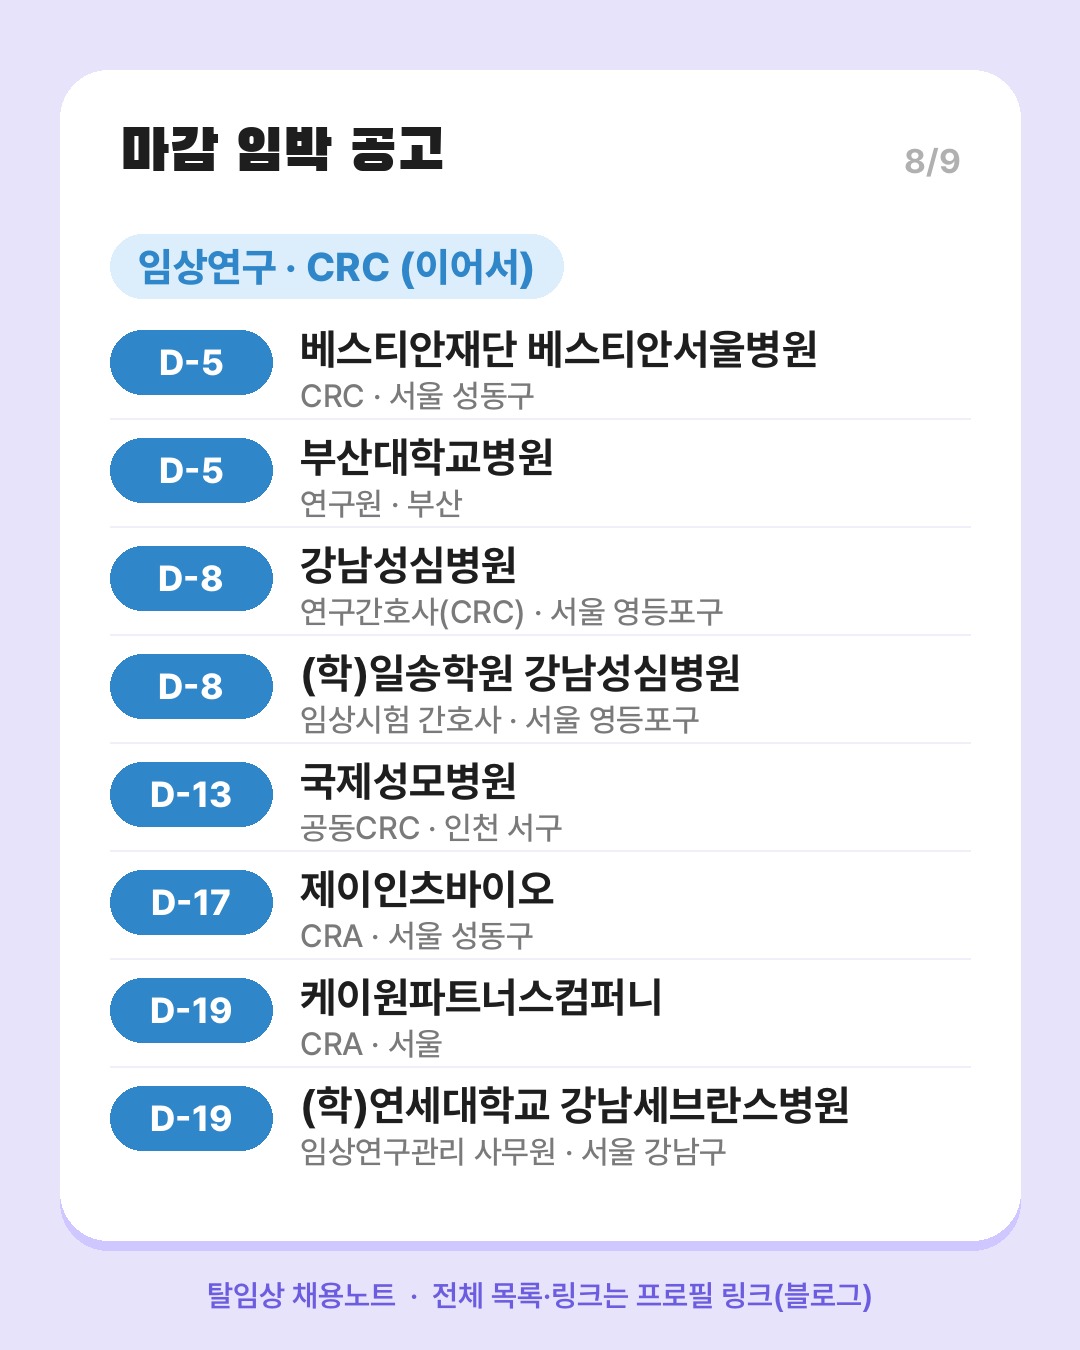 마감 임박 공고
8/9
임상연구 · CRC (이어서)
D-5
베스티안재단 베스티안서울병원
CRC · 서울 성동구
D-5
부산대학교병원
연구원 · 부산
D-8
강남성심병원
연구간호사(CRC) · 서울 영등포구
D-8
(학)일송학원 강남성심병원
임상시험 간호사 · 서울 영등포구
D-13
국제성모병원
공동CRC · 인천 서구
D-17
제이인츠바이오
CRA · 서울 성동구
D-19
케이원파트너스컴퍼니
CRA · 서울
D-19
(학)연세대학교 강남세브란스병원
임상연구관리 사무원 · 서울 강남구
탈임상 채용노트 · 전체 목록·링크는 프로필 링크(블로그)